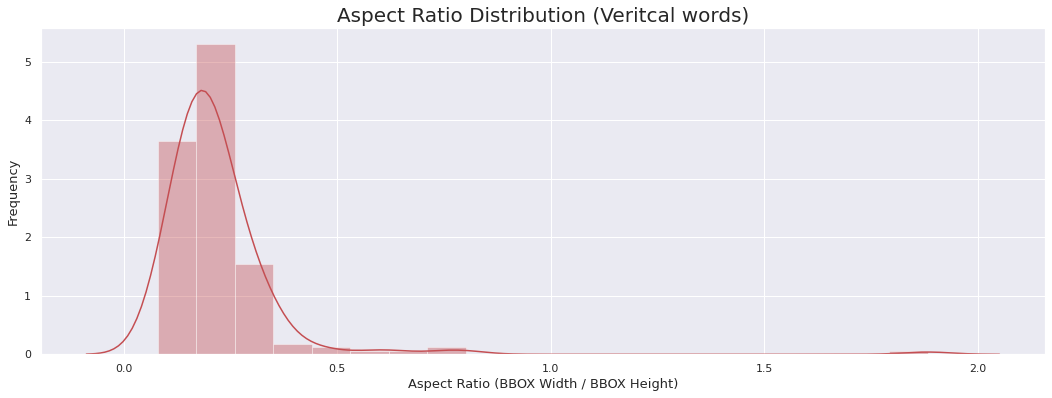 Aspect Ratio Distribution (Veritcal words)
5
4
3
2
1
0
Frequency
0.0 0.5 1.0 1.5 2.0
Aspect Ratio (BBOX Width / BBOX Height)